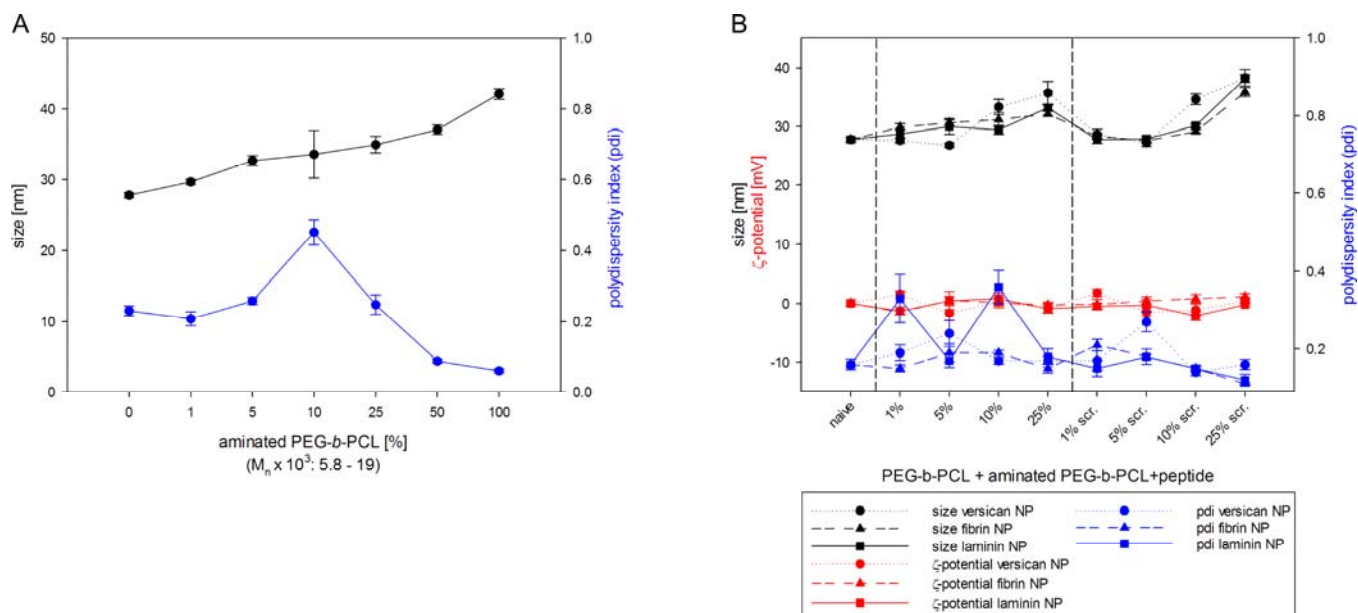 A
50
40
30
20
10
0
size [nm]
1.0
0.8
0.6
0.4
0.2
0.0
polydispersity index (pdi)
0 1 5 10 25 50 100
aminated PEG-b-PCL [%]
(Mn x 10³: 5.8 - 19)
B
40
30
20
10
0
-10
size [nm]
ζ-potential [mV]
1.0
0.8
0.6
0.4
0.2
polydispersity index (pdi)
naive 1% 5% 10% 25% 1% scr. 5% scr. 10% scr. 25% scr.
PEG-b-PCL + aminated PEG-b-PCL+peptide
size versican NP
size fibrin NP
size laminin NP
ζ-potential versican NP
ζ-potential fibrin NP
ζ-potential laminin NP
pdi versican NP
pdi fibrin NP
pdi laminin NP